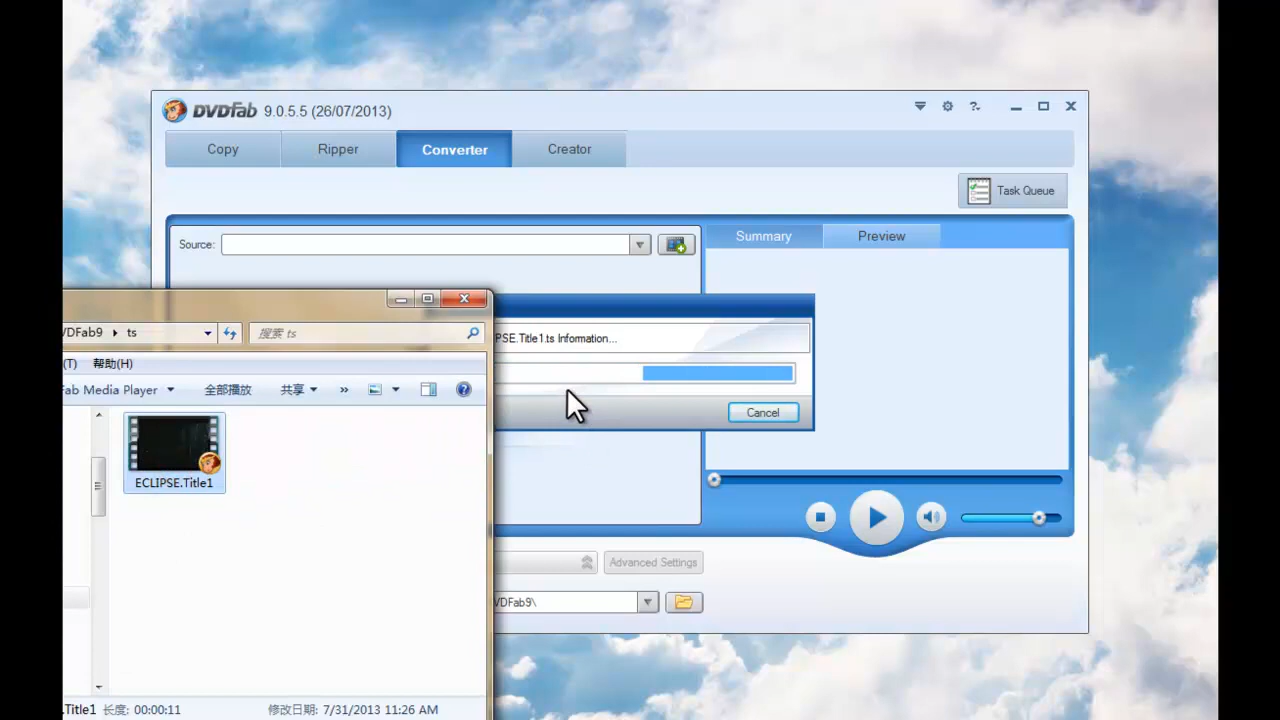 DVDFab 9.0.5.5 (26/07/2013)
Copy
Ripper
Converter
Creator
Task Queue
Source:
Summary
Preview
VDFab9 ▸ ts
搜索 ts
PSE.Title1.ts Information...
(T) 帮助(H)
Fab Media Player
全部播放
共享
»
Cancel
ECLIPSE.Title1
Advanced Settings
VDFab9\
.Title1 长度: 00:00:11
修改日期: 7/31/2013 11:26 AM